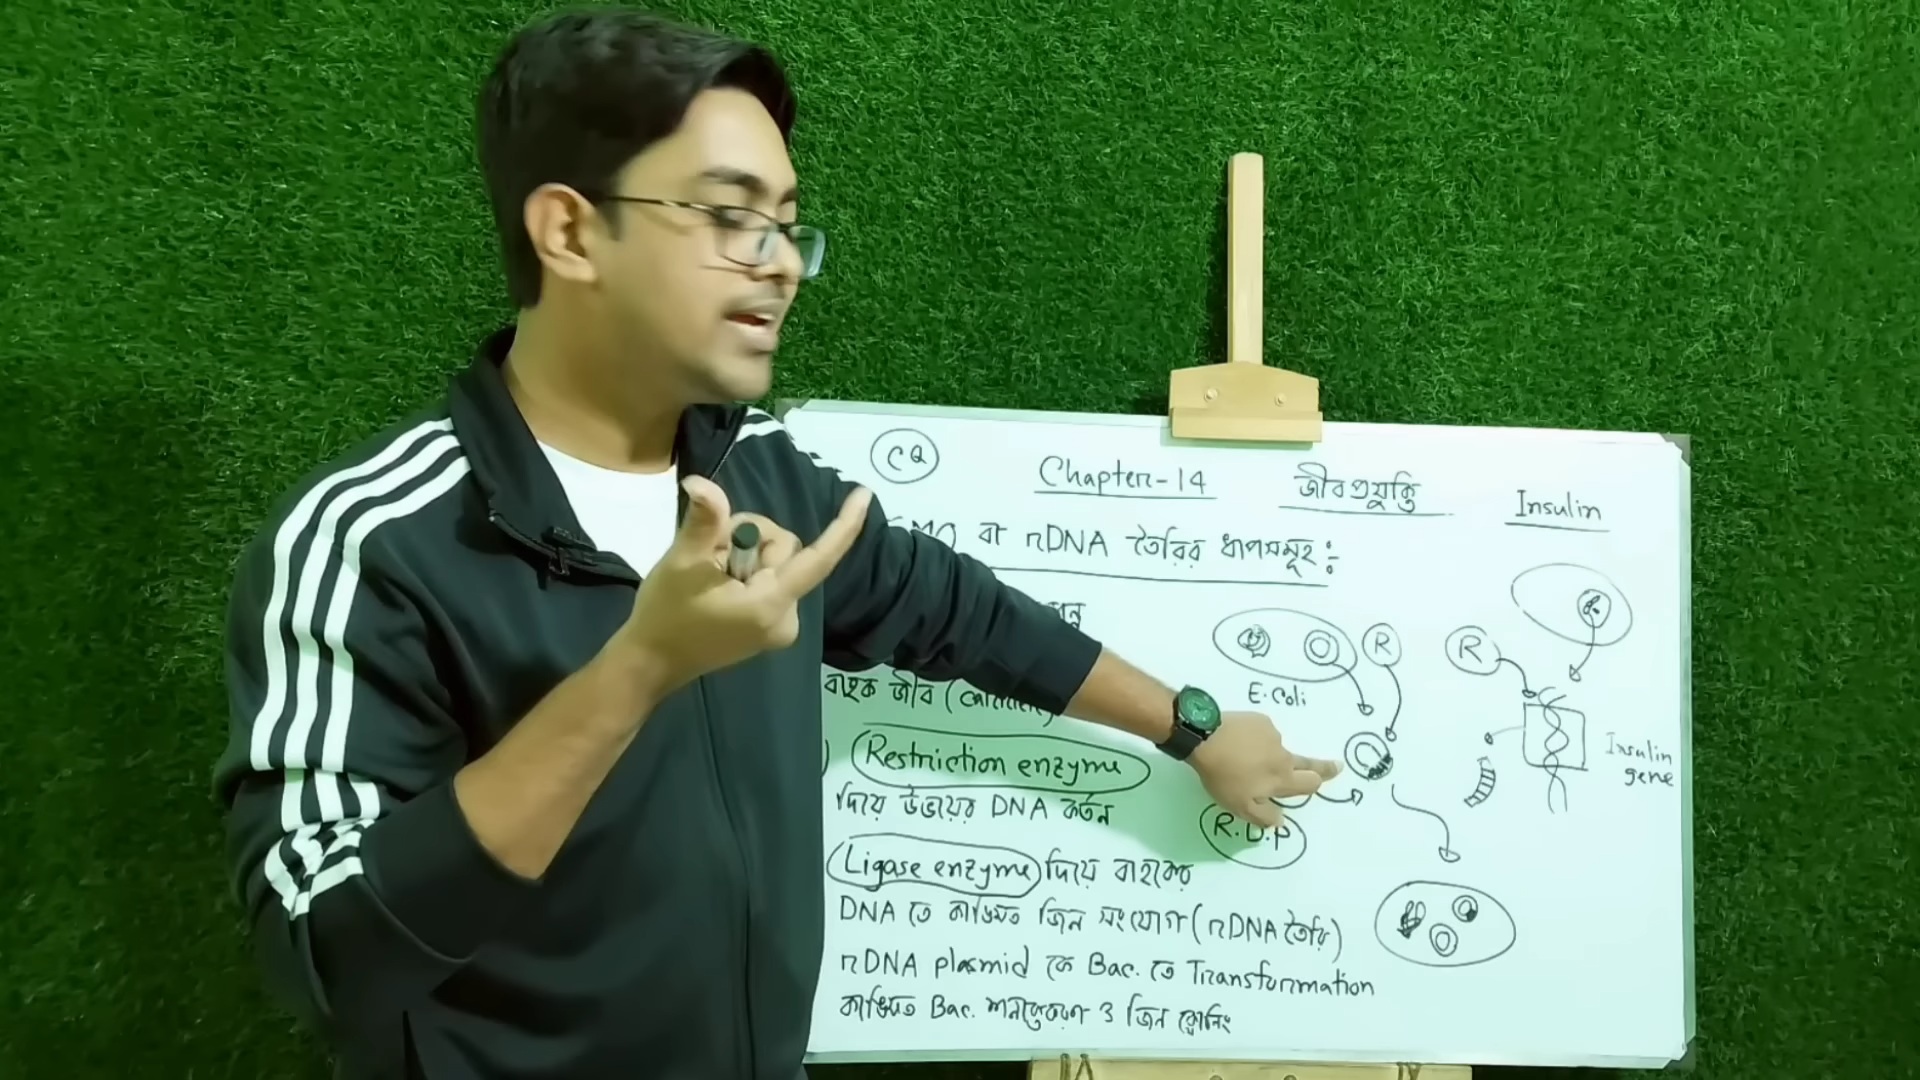 CQ
Chapter-14 জীবপ্রযুক্তি
Insulin
GMO বা rDNA তৈরির ধাপসমূহ :-
বাহক জীব (
Restriction enzyme
দিয়ে উভয়ের DNA কর্তন
Ligase enzyme দিয়ে বাহকের
DNA তে কাঙ্ক্ষিত জিন সংযোগ (rDNA তৈরি)
rDNA plasmid কে Bac. তে Transformation
কাঙ্ক্ষিত Bac. শনাক্তকরণ ও জিন ক্লোনিং
E. Coli
R
R
R.D.P
Insulin
gene